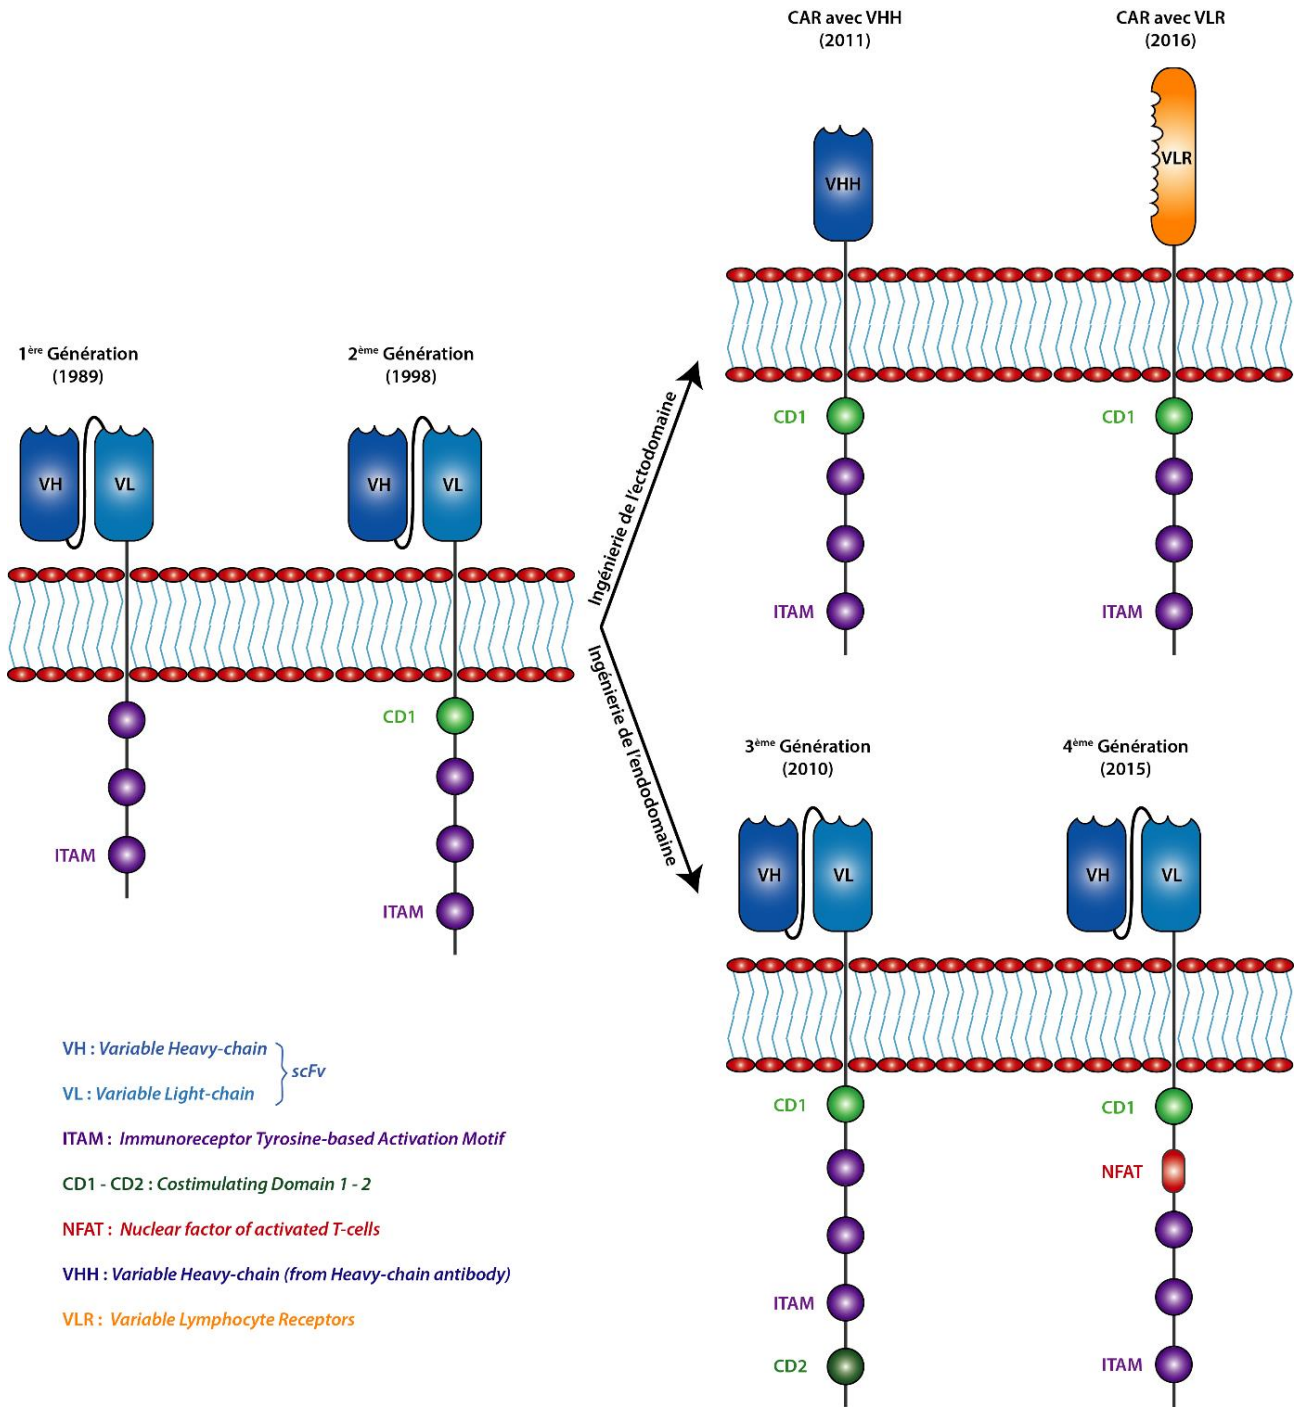 CAR avec VHH
(2011)
CAR avec VLR
(2016)
VHH
VLR
CD1
CD1
ITAM
ITAM
1ère Génération
(1989)
2ème Génération
(1998)
VH
VL
VH
VL
CD1
ITAM
ITAM
Ingénierie de l'ectodomaine
Ingénierie de l'endodomaine
3ème Génération
(2010)
4ème Génération
(2015)
VH
VL
VH
VL
CD1
CD1
NFAT
ITAM
CD2
ITAM
VH : Variable Heavy-chain
VL : Variable Light-chain
scFv
ITAM : Immunoreceptor Tyrosine-based Activation Motif
CD1 - CD2 : Costimulating Domain 1 - 2
NFAT : Nuclear factor of activated T-cells
VHH : Variable Heavy-chain (from Heavy-chain antibody)
VLR : Variable Lymphocyte Receptors